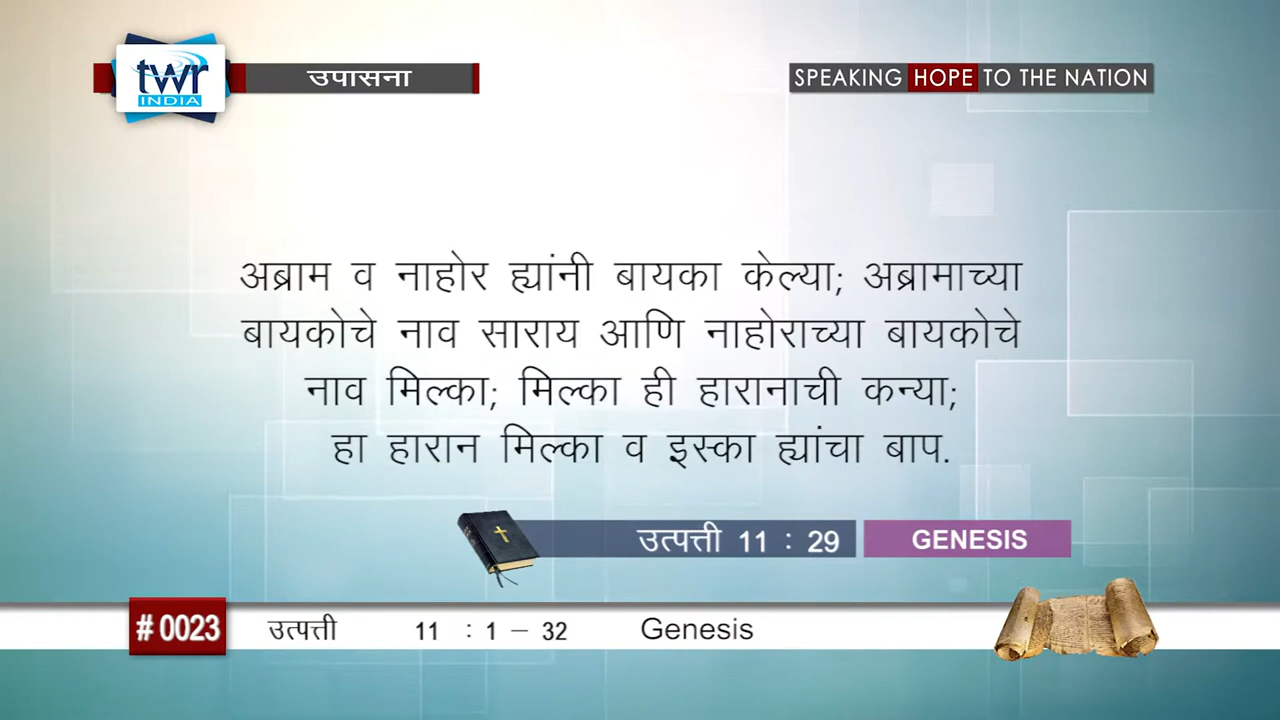 twr
INDIA
उपासना
SPEAKING HOPE TO THE NATION
अब्राम व नाहोर ह्यांनी बायका केल्या; अब्रामाच्या
बायकोचे नाव साराय आणि नाहोराच्या बायकोचे
नाव मिल्का; मिल्का ही हारानाची कन्या;
हा हारान मिल्का व इस्का ह्यांचा बाप.
उत्पत्ती 11 : 29 GENESIS
#0023 उत्पत्ती 11 : 1 – 32 Genesis